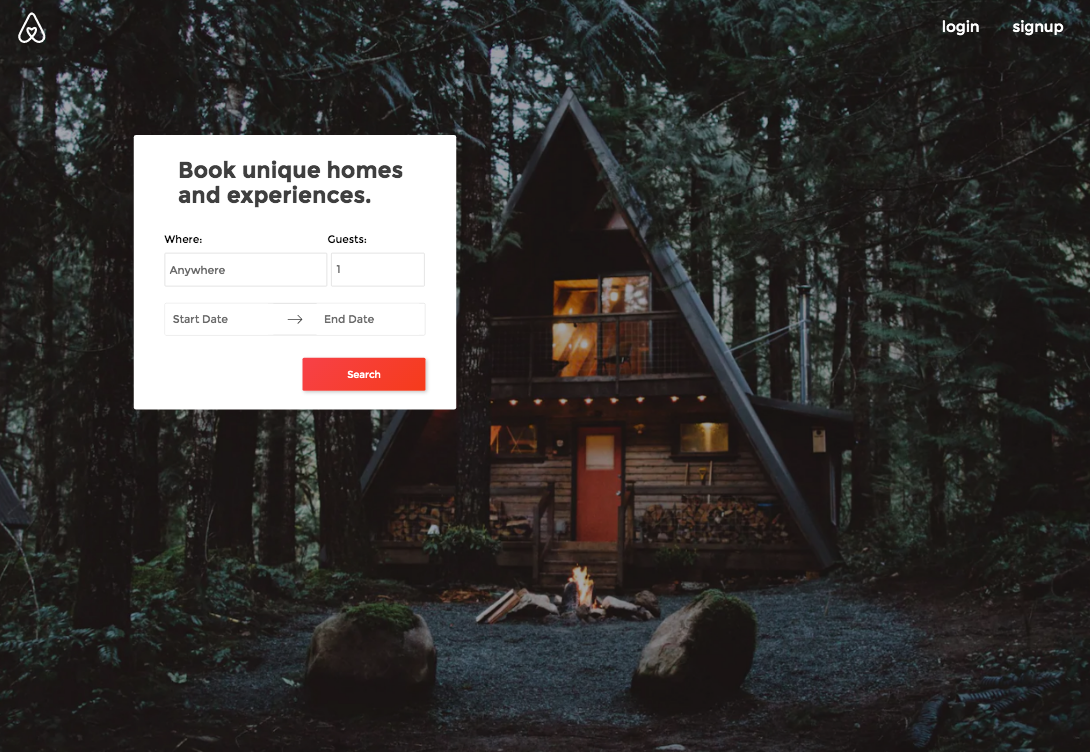 login signup
Book unique homes
and experiences.
Where: Guests:
Anywhere 1
Start Date → End Date
Search